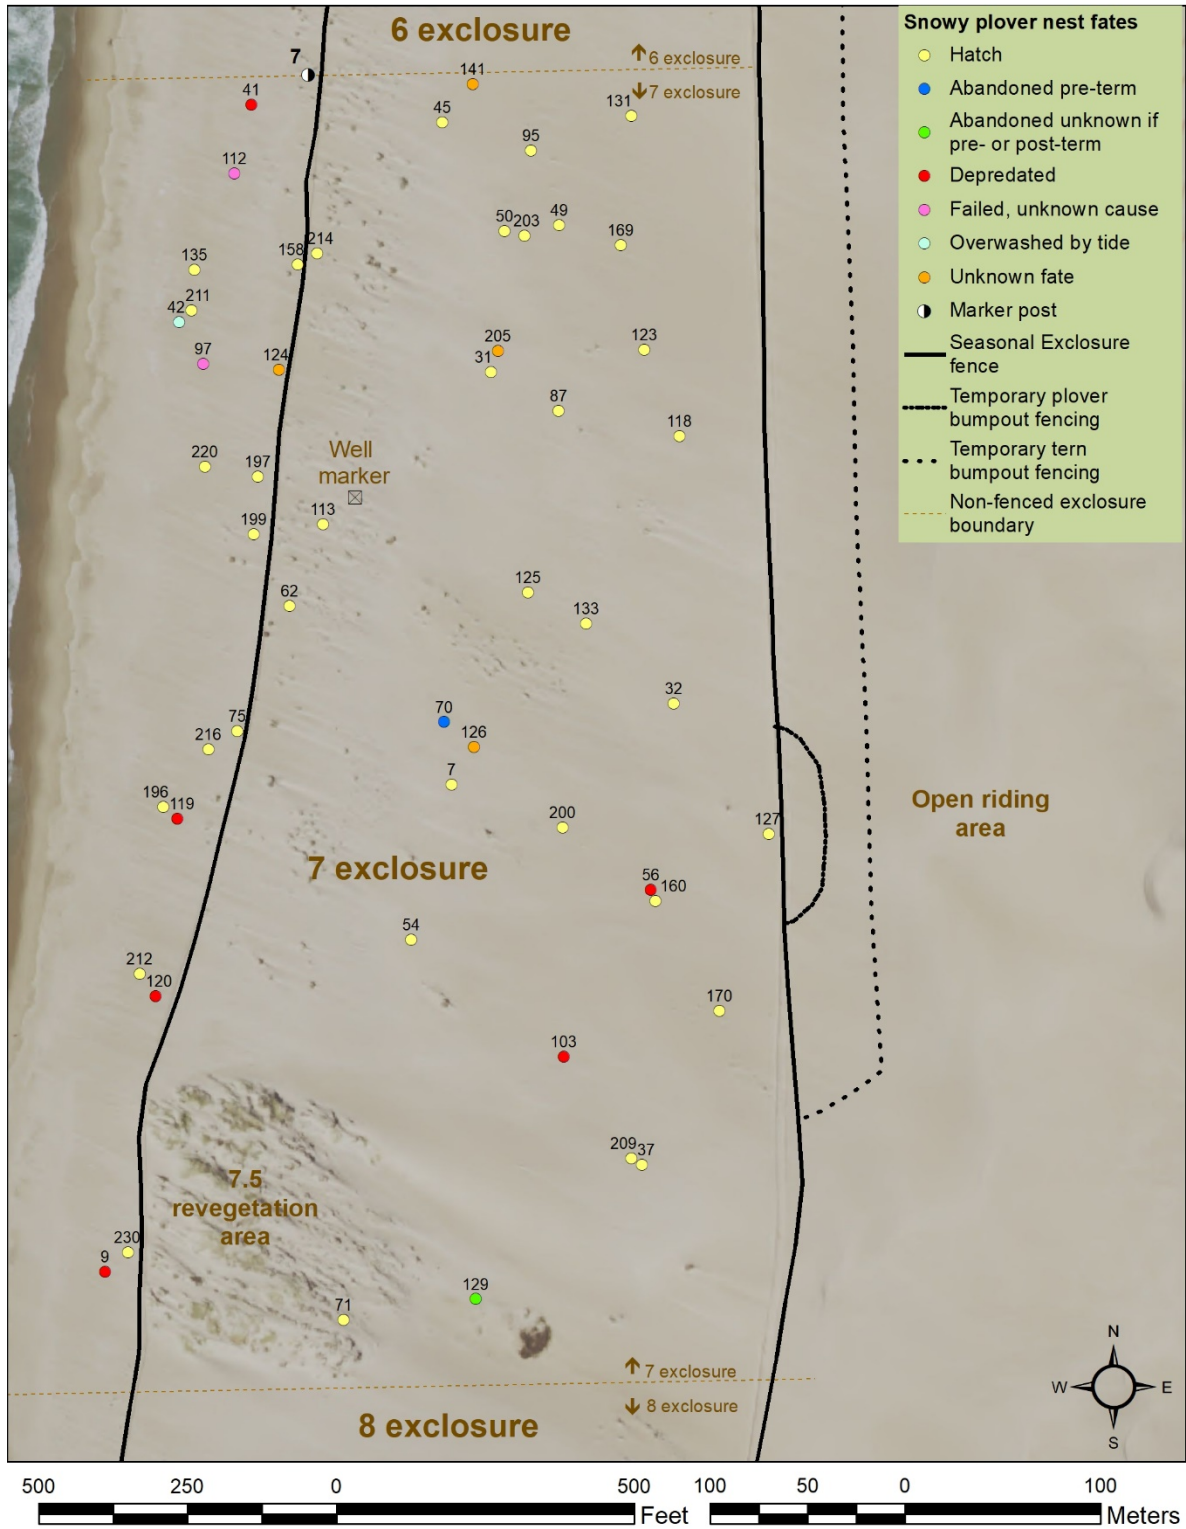 6 exclosure
6 exclosure
7
141
7 exclosure
41
45
131
95
112
50
203
49
169
214
158
135
211
42
97
124
205
31
123
87
118
Well
marker
220
197
113
199
125
133
62
32
70
75
126
216
7
196
119
200
127
Open riding
area
7 exclosure
56
160
54
212
120
170
103
209
37
7.5
revegetation
area
230
9
129
71
7 exclosure
8 exclosure
8 exclosure
Snowy plover nest fates
Hatch
Abandoned pre-term
Abandoned unknown if
pre- or post-term
Depredated
Failed, unknown cause
Overwashed by tide
Unknown fate
Marker post
Seasonal Exclosure
fence
Temporary plover
bumpout fencing
Temporary tern
bumpout fencing
Non-fenced exclosure
boundary
N
W E
S
500 250 0 500 Feet
100 50 0 100 Meters